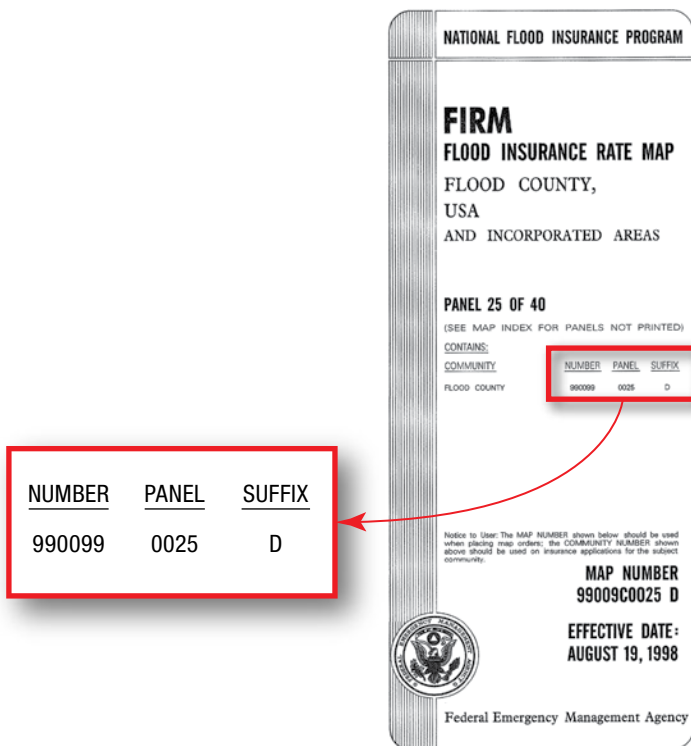 NATIONAL FLOOD INSURANCE PROGRAM
FIRM
FLOOD INSURANCE RATE MAP
FLOOD COUNTY,
USA
AND INCORPORATED AREAS
PANEL 25 OF 40
(SEE MAP INDEX FOR PANELS NOT PRINTED)
CONTAINS:
COMMUNITY NUMBER PANEL SUFFIX
FLOOD COUNTY 990099 0025 D
NUMBER PANEL SUFFIX
990099 0025 D
Notice to User: The MAP NUMBER shown below should be used
when placing map orders; the COMMUNITY NUMBER shown
above should be used on insurance applications for the subject
community.
MAP NUMBER
99009C0025 D
EFFECTIVE DATE:
AUGUST 19, 1998
FEDERAL EMERGENCY MANAGEMENT AGENCY
Federal Emergency Management Agency